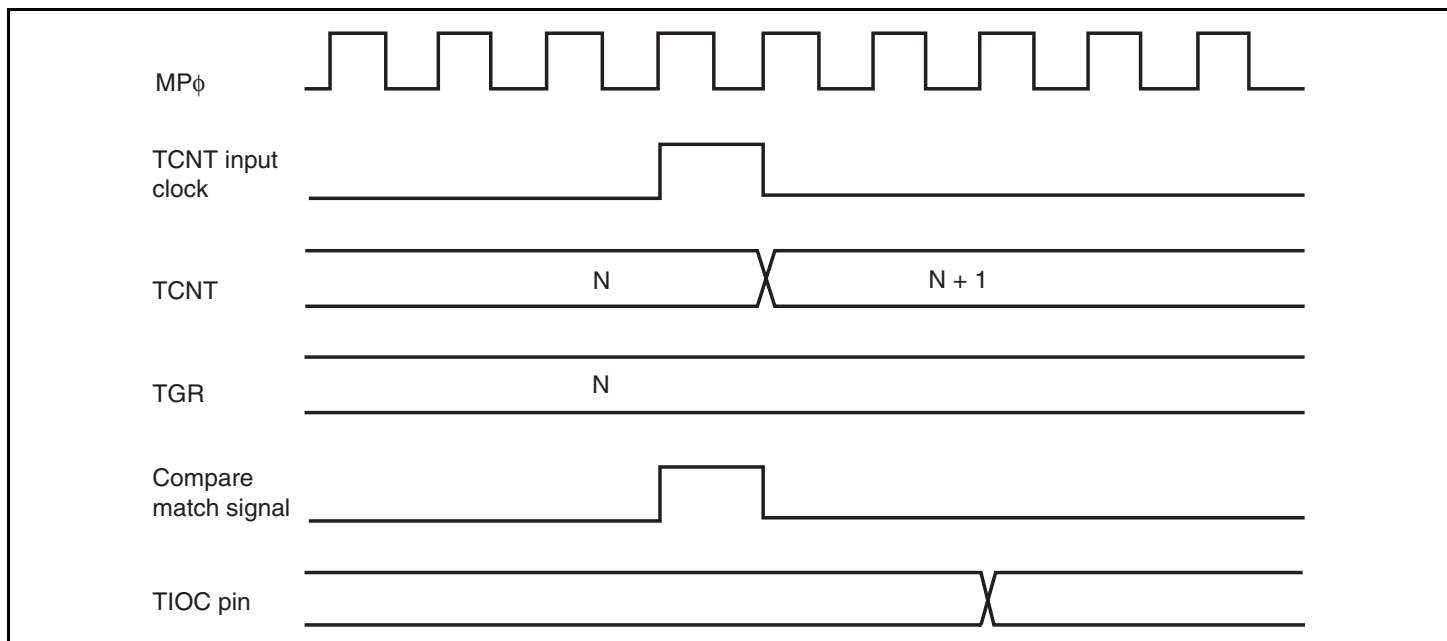 MPϕ
TCNT input
clock
TCNT
N
N + 1
TGR
N
Compare
match signal
TIOC pin